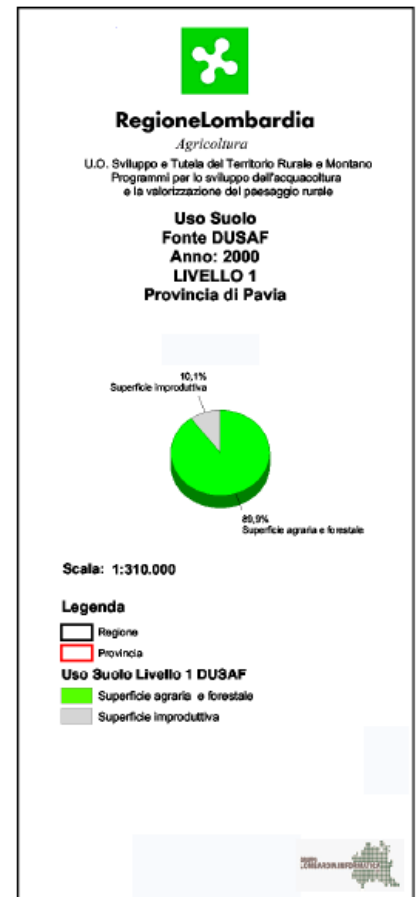 RegioneLombardia
Agricoltura
U.O. Sviluppo e Tutela del Territorio Rurale e Montano
Programmi per lo sviluppo dell'acquacoltura
e la valorizzazione del paesaggio rurale
Uso Suolo
Fonte DUSAF
Anno: 2000
LIVELLO 1
Provincia di Pavia
10,1%
Superficie improduttiva
89,9%
Superficie agraria e forestale
Scala: 1:310.000
Legenda
Regione
Provincia
Uso Suolo Livello 1 DUSAF
Superficie agraria e forestale
Superficie improduttiva
LOMBARDIA INFORMATICA